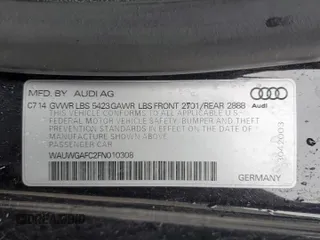 MFD. BY AUDI AG
07 14 GVWR LBS 5423 GAWR LBS FRONT 2701/REAR 2888
Audi
THIS VEHICLE CONFORMS TO ALL APPLICABLE U.S.
FEDERAL MOTOR VEHICLE SAFETY, BUMPER AND THEFT
PREVENTION STANDARDS IN EFFECT ON THE
DATE OF MANUFACTURE SHOWN ABOVE
PASSENGER CAR
WAUWGAFC2FN010308
GERMANY